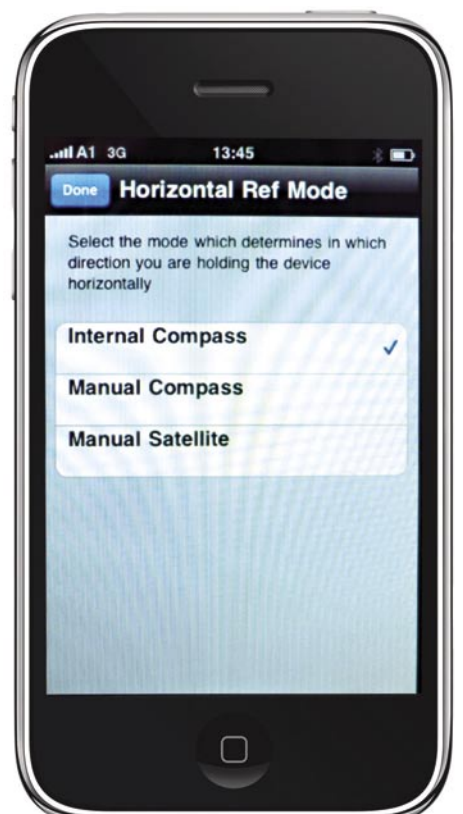 A1 3G 13:45
Done Horizontal Ref Mode
Select the mode which determines in which
direction you are holding the device
horizontally
Internal Compass
Manual Compass
Manual Satellite